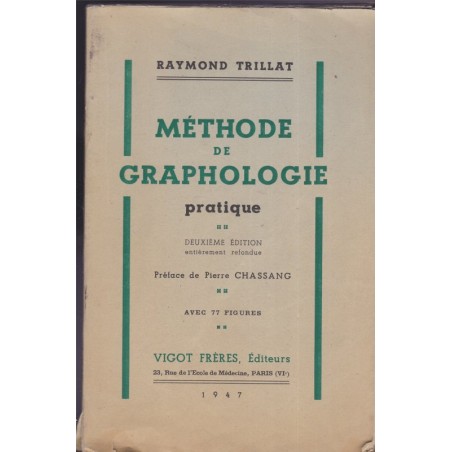 RAYMOND TRILLAT
MÉTHODE
DE
GRAPHOLOGIE
pratique
DEUXIÈME ÉDITION
entièrement refondue
Préface de Pierre CHASSANG
AVEC 77 FIGURES
VIGOT FRÈRES, Éditeurs
23, Rue de l'Ecole de Médecine, PARIS (VIe)
1947